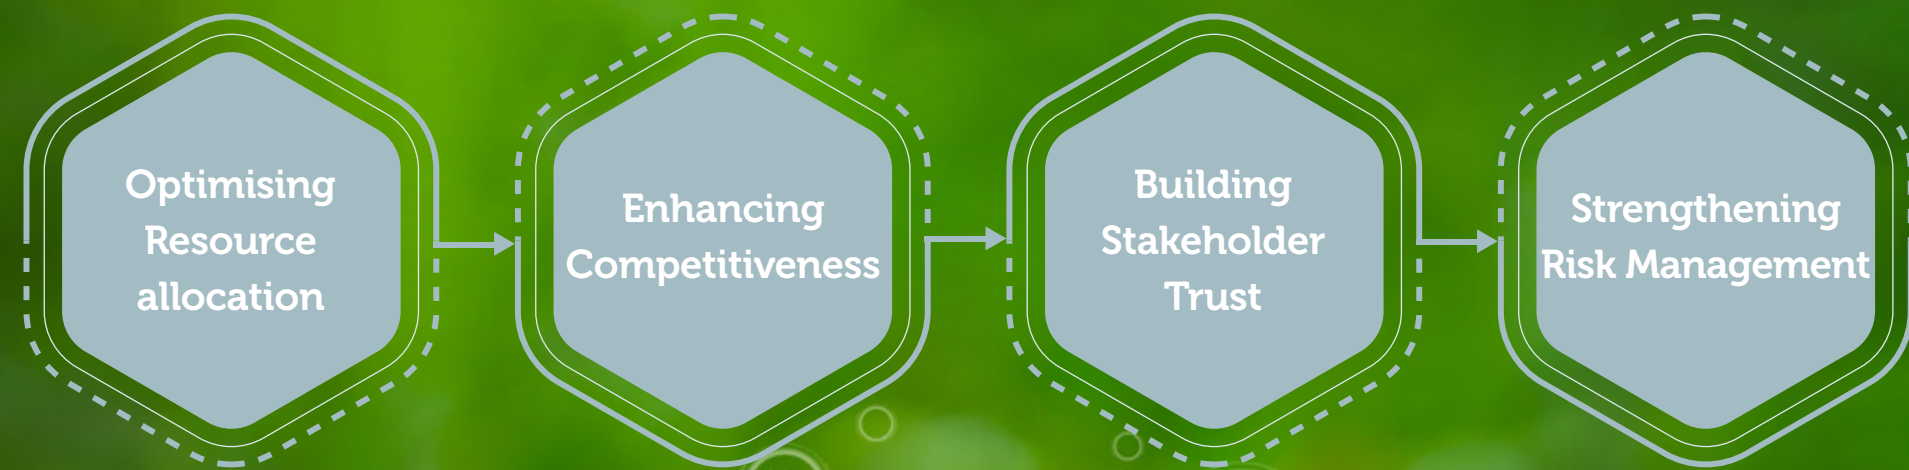 Optimising
Resource
allocation
Enhancing
Competitiveness
Building
Stakeholder
Trust
Strengthening
Risk Management